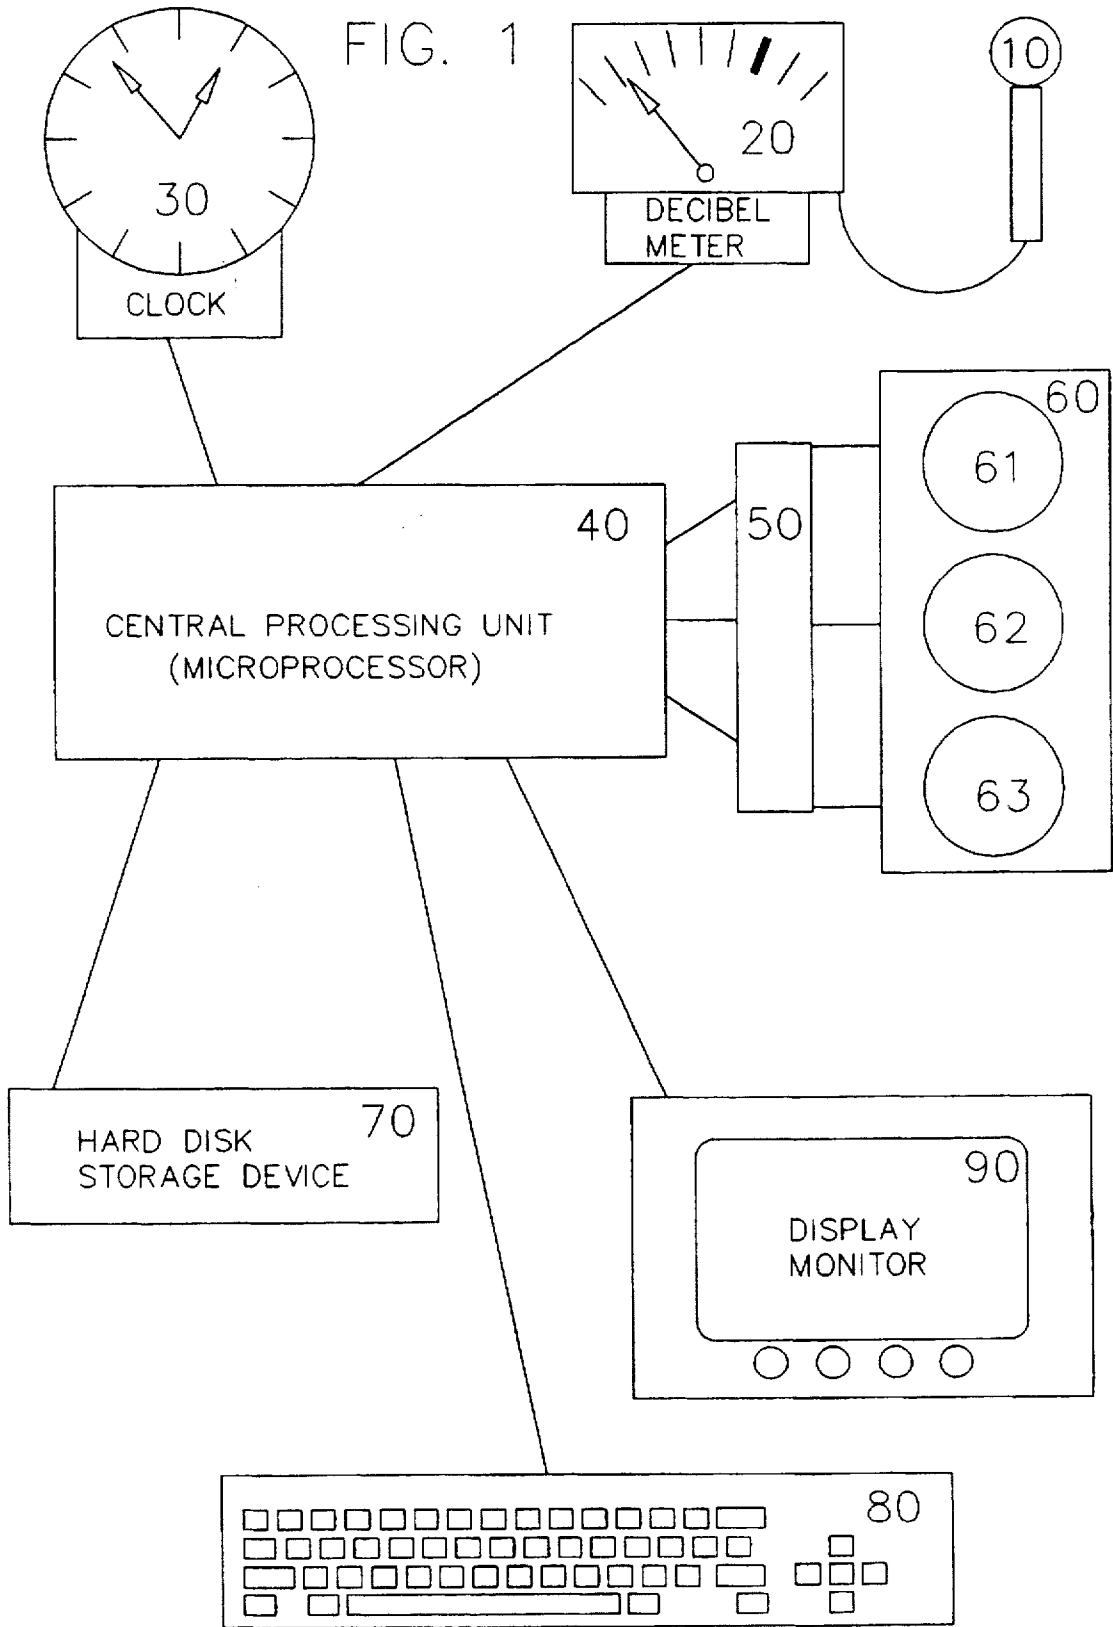 FIG. 1
10
20
30
DECIBEL
METER
CLOCK
60
61
40
50
CENTRAL PROCESSING UNIT
(MICROPROCESSOR)
62
63
70
HARD DISK
STORAGE DEVICE
90
DISPLAY
MONITOR
80